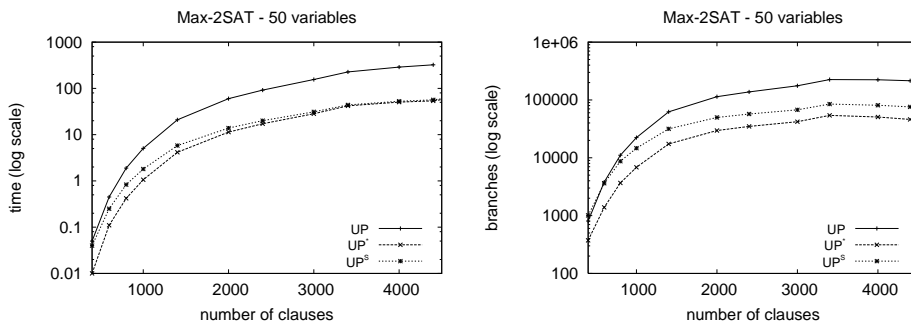 Max-2SAT - 50 variables
time (log scale)
1000
100
10
1
0.1
0.01
UP
UP*
UP^S
1000 2000 3000 4000
number of clauses
Max-2SAT - 50 variables
branches (log scale)
1e+06
100000
10000
1000
100
UP
UP*
UP^S
1000 2000 3000 4000
number of clauses